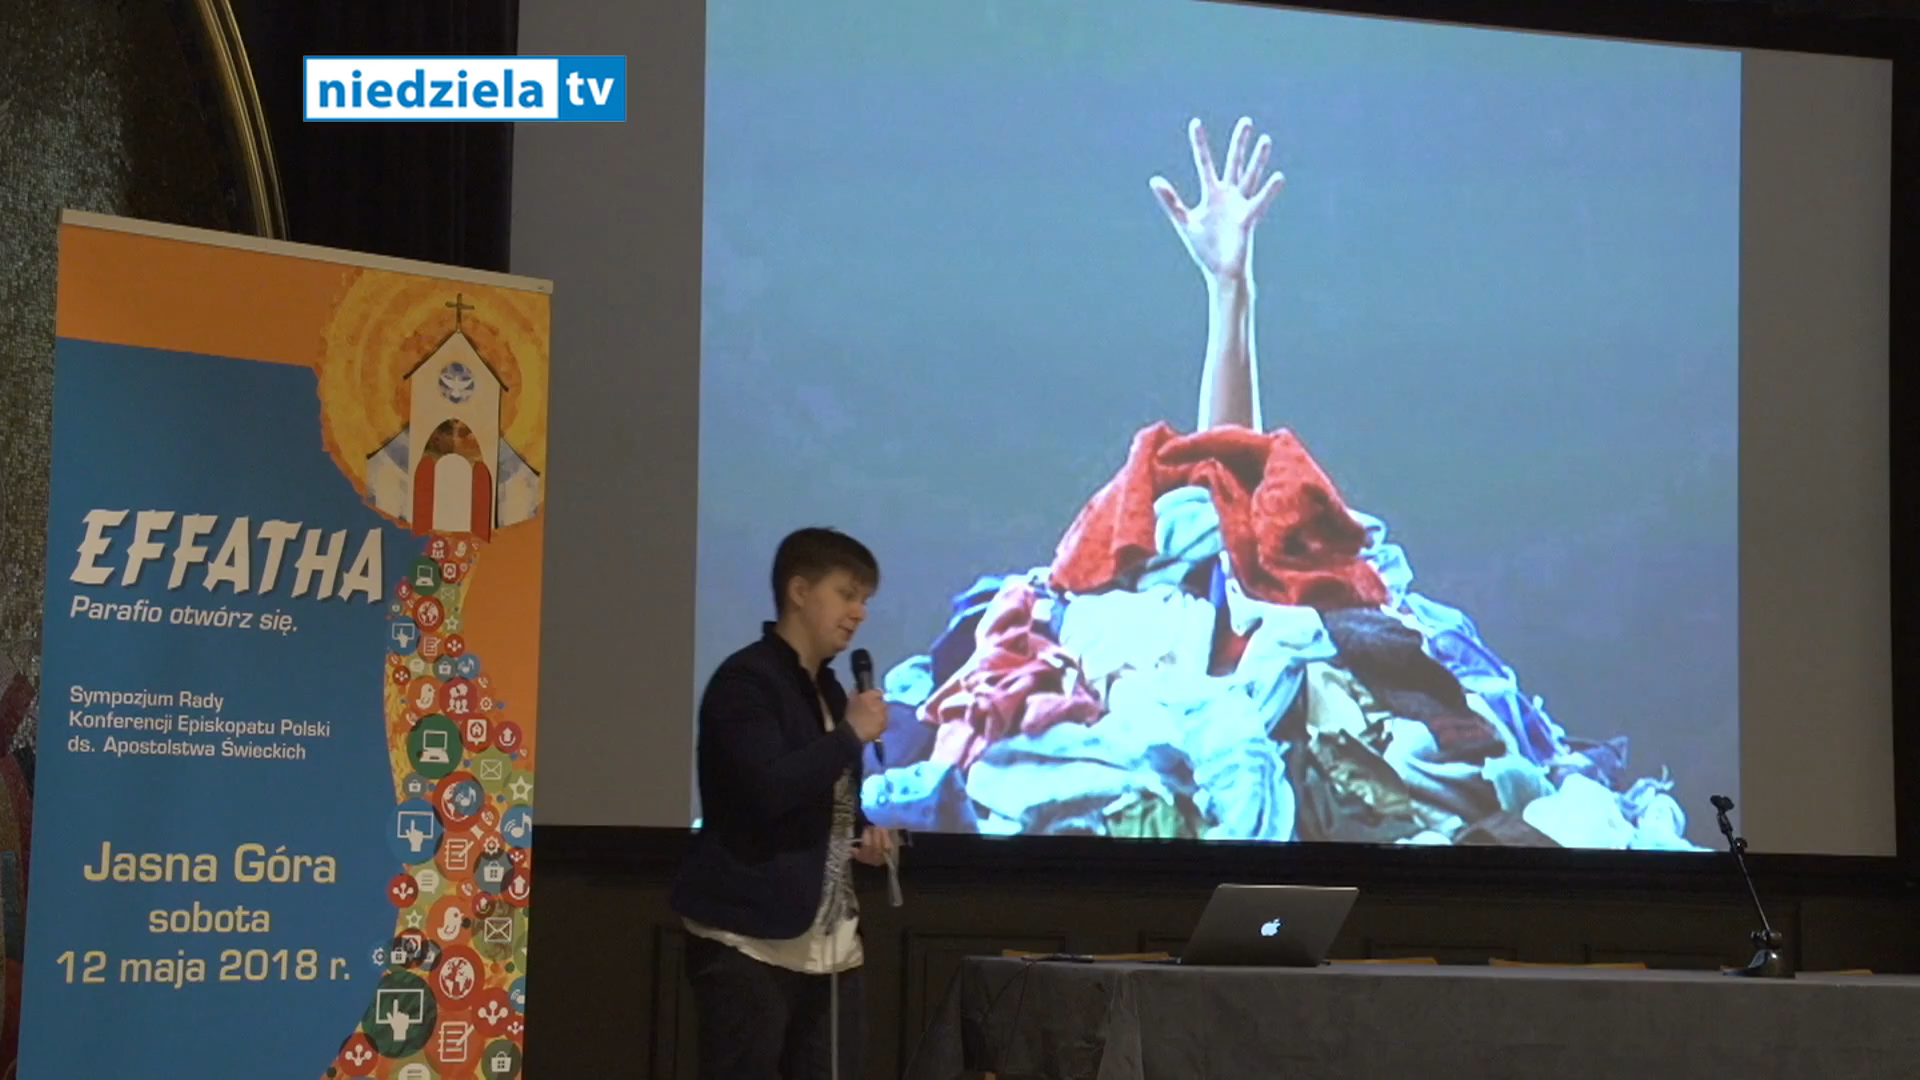 niedziela tv
EFFATHA
Parafio otwórz się.
Sympozjum Rady
Konferencji Episkopatu Polski
ds. Apostolstwa Świeckich
Jasna Góra
sobota
12 maja 2018 r.